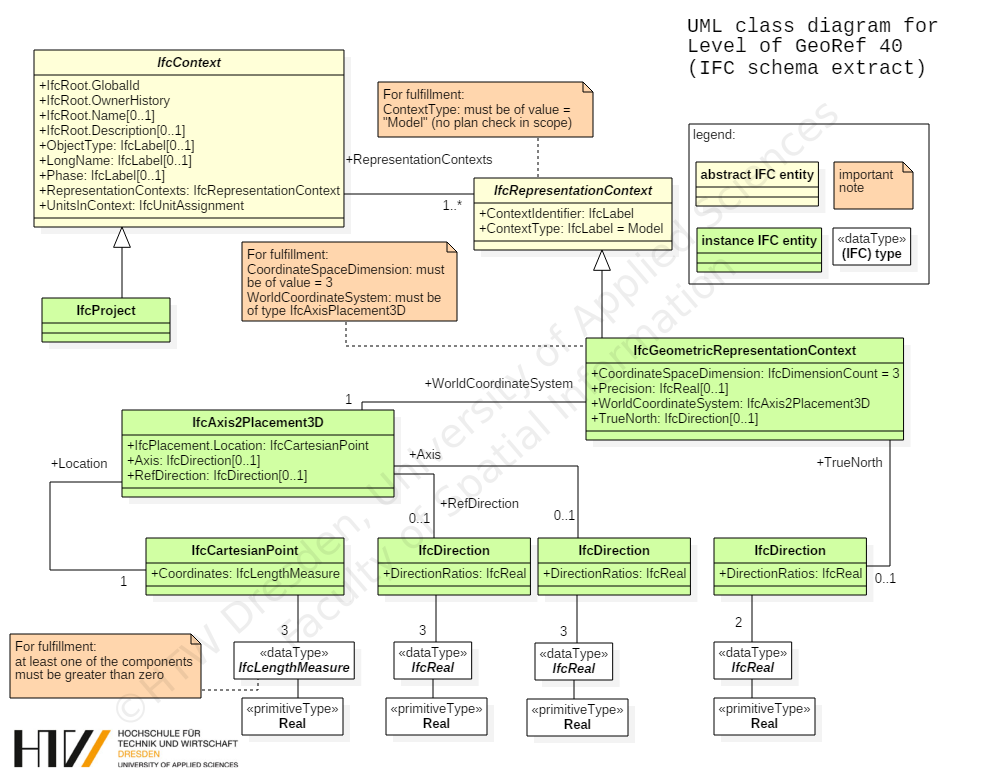 UML class diagram for
Level of GeoRef 40
(IFC schema extract)
IfcContext
+IfcRoot.GlobalId
+IfcRoot.OwnerHistory
+IfcRoot.Name[0..1]
+IfcRoot.Description[0..1]
+ObjectType: IfcLabel[0..1]
+LongName: IfcLabel[0..1]
+Phase: IfcLabel[0..1]
+RepresentationContexts: IfcRepresentationContext
+UnitsInContext: IfcUnitAssignment
For fulfillment:
ContextType: must be of value =
"Model" (no plan check in scope)
+RepresentationContexts
1..*
IfcRepresentationContext
+ContextIdentifier: IfcLabel
+ContextType: IfcLabel = Model
legend:
abstract IFC entity
important
note
instance IFC entity
«dataType»
(IFC) type
For fulfillment:
CoordinateSpaceDimension: must
be of value = 3
WorldCoordinateSystem: must be
of type IfcAxisPlacement3D
IfcProject
IfcGeometricRepresentationContext
+CoordinateSpaceDimension: IfcDimensionCount = 3
+Precision: IfcReal[0..1]
+WorldCoordinateSystem: IfcAxis2Placement3D
+TrueNorth: IfcDirection[0..1]
+WorldCoordinateSystem
1
IfcAxis2Placement3D
+IfcPlacement.Location: IfcCartesianPoint
+Axis: IfcDirection[0..1]
+RefDirection: IfcDirection[0..1]
+Location
+Axis
+TrueNorth
+RefDirection
0..1
0..1
1
0..1
IfcCartesianPoint
+Coordinates: IfcLengthMeasure
IfcDirection
+DirectionRatios: IfcReal
IfcDirection
+DirectionRatios: IfcReal
IfcDirection
+DirectionRatios: IfcReal
3
3
3
2
For fulfillment:
at least one of the components
must be greater than zero
«dataType»
IfcLengthMeasure
«dataType»
IfcReal
«dataType»
IfcReal
«dataType»
IfcReal
«primitiveType»
Real
«primitiveType»
Real
«primitiveType»
Real
«primitiveType»
Real
©HTW Dresden, University of Applied Sciences
Faculty of Spatial Information
HTW
HOCHSCHULE FÜR
TECHNIK UND WIRTSCHAFT
DRESDEN
UNIVERSITY OF APPLIED SCIENCES